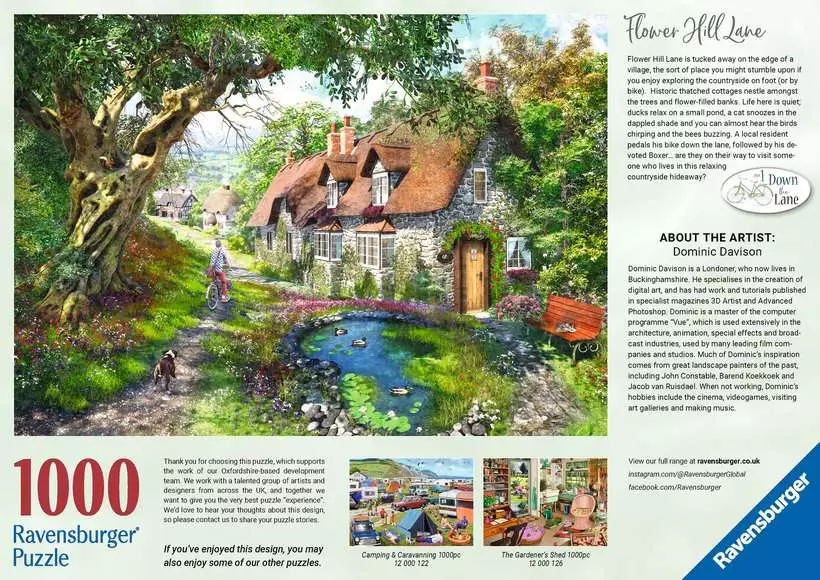 Flower Hill Lane
Flower Hill Lane is tucked away on the edge of a
village, the sort of place you might stumble upon if
you enjoy exploring the countryside on foot (or by
bike). Historic thatched cottages nestle amongst
the trees and flower-filled banks. Life here is quiet;
ducks relax on a small pond, a cat snoozes in the
dappled shade and you can almost hear the birds
chirping and the bees buzzing. A local resident
pedals his bike down the lane, followed by his de-
voted Boxer... are they on their way to visit some-
one who lives in this relaxing
countryside hideaway?
No 1 Down
the
Lane
ABOUT THE ARTIST:
Dominic Davison
Dominic Davison is a Londoner, who now lives in
Buckinghamshire. He specialises in the creation of
digital art, and has had work and tutorials published
in specialist magazines 3D Artist and Advanced
Photoshop. Dominic is a master of the computer
programme "Vue", which is used extensively in the
architecture, animation, special effects and broad-
cast industries, used by many leading film com-
panies and studios. Much of Dominic's inspiration
comes from great landscape painters of the past,
including John Constable, Barend Koekkoek and
Jacob van Ruisdael. When not working, Dominic's
hobbies include the cinema, videogames, visiting
art galleries and making music.
1000
Ravensburger®
Puzzle
Thank you for choosing this puzzle, which supports
the work of our Oxfordshire-based development
team. We work with a talented group of artists and
designers from across the UK, and together we
want to give you the very best puzzle "experience".
We'd love to hear your thoughts about this design,
so please contact us to share your puzzle stories.
If you've enjoyed this design, you may
also enjoy some of our other puzzles.
Camping & Caravanning 1000pc
12 000 122
The Gardener's Shed 1000pc
12 000 126
View our full range at ravensburger.co.uk
instagram.com/@RavensburgerGlobal
facebook.com/Ravensburger
Ravensburger